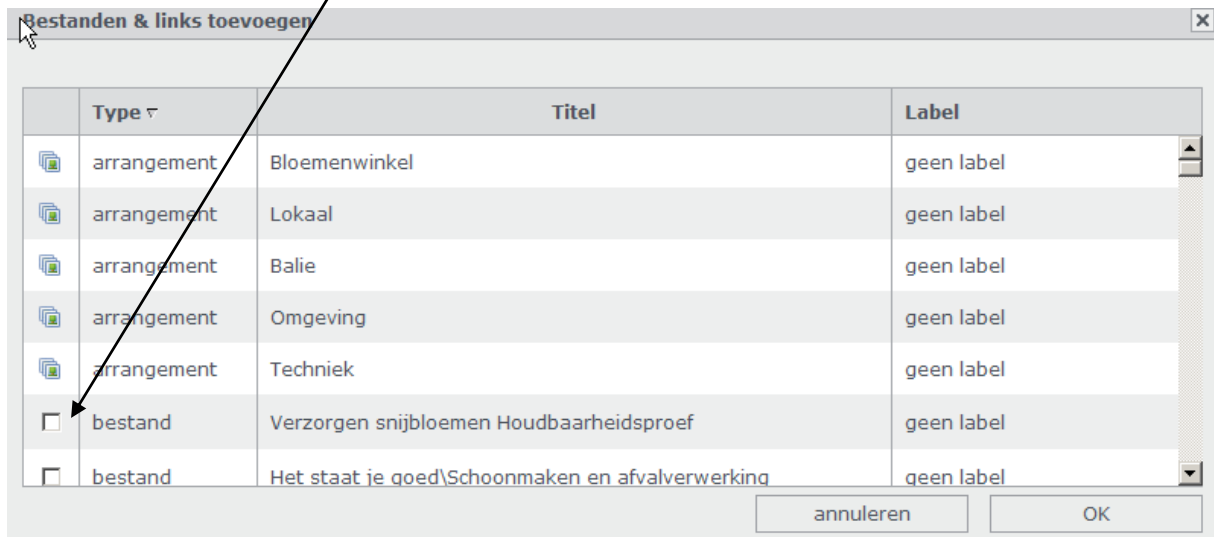 Bestanden & links toevoegen
Type Titel Label
arrangement Bloemenwinkel geen label
arrangement Lokaal geen label
arrangement Balie geen label
arrangement Omgeving geen label
arrangement Techniek geen label
bestand Verzorgen snijbloemen Houdbaarheidsproef geen label
bestand Het staat je goed\Schoonmaken en afvalverwerking geen label
annuleren OK